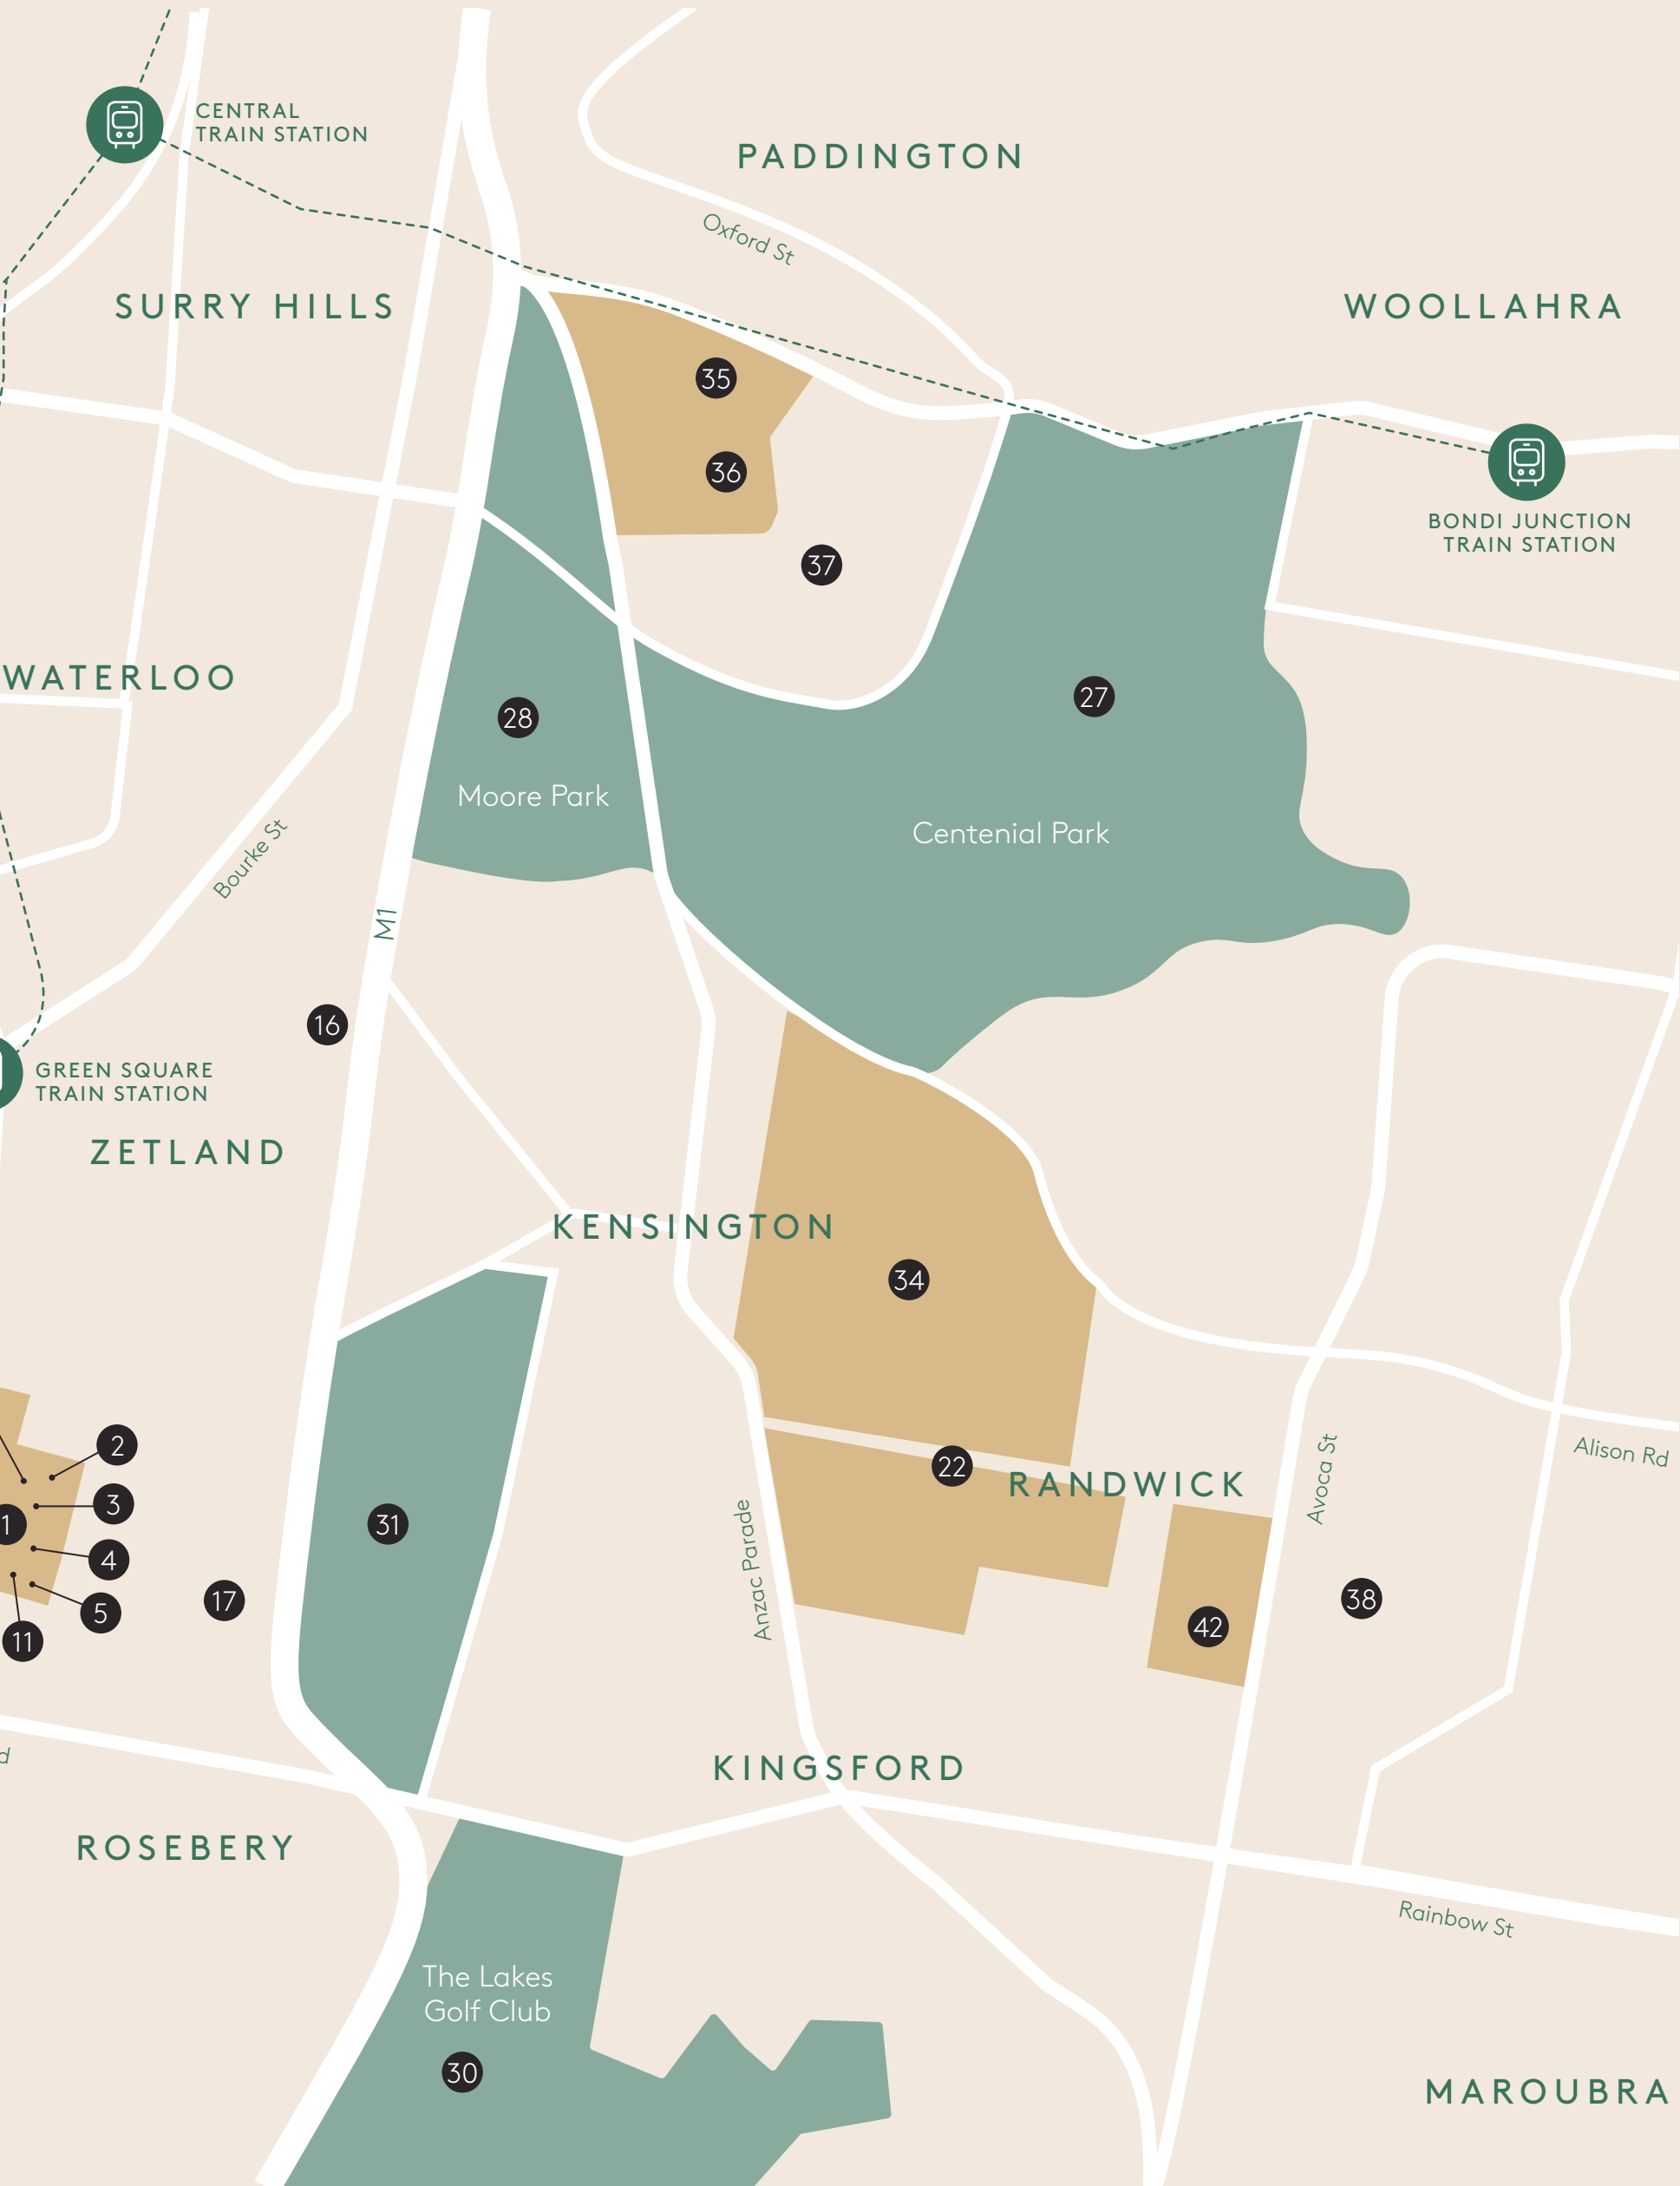 CENTRAL
TRAIN STATION
PADDINGTON
Oxford St
SURRY HILLS
WOOLLAHRA
35
36
BONDI JUNCTION
TRAIN STATION
37
WATERLOO
27
28
Moore Park
Centenial Park
Bourke St
M1
16
GREEN SQUARE
TRAIN STATION
ZETLAND
KENSINGTON
34
2
22
RANDWICK
Avoca St
Alison Rd
3
1
31
4
Anzac Parade
17
38
5
42
11
d
KINGSFORD
ROSEBERY
Rainbow St
The Lakes
Golf Club
30
MAROUBRA